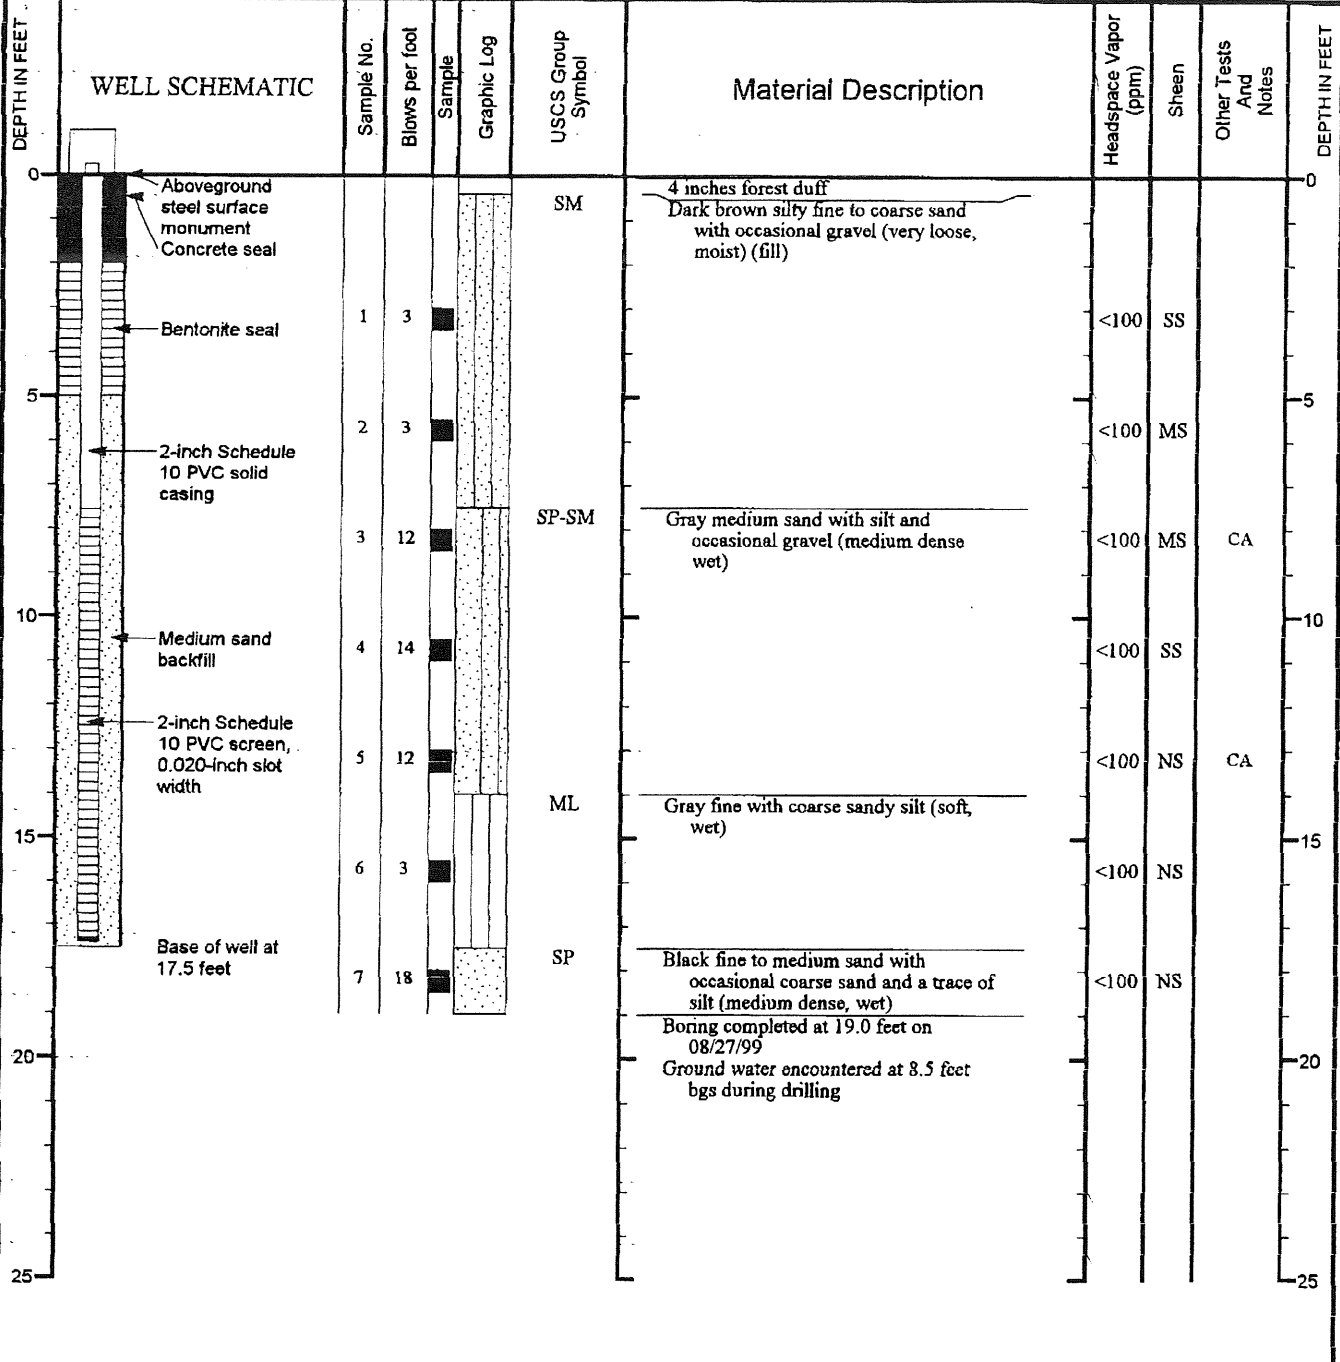 DEPTH IN FEET
WELL SCHEMATIC
Sample No.
Blows per foot
Sample
Graphic Log
USCS Group
Symbol
Material Description
Headspace Vapor
(ppm)
Sheen
Other Tests
And
Notes
DEPTH IN FEET
0
Aboveground
steel surface
monument
Concrete seal
SM
4 inches forest duff
Dark brown silty fine to coarse sand
with occasional gravel (very loose,
moist) (fill)
0
Bentonite seal
1 3
<100 SS
5
5
2 3
<100 MS
2-inch Schedule
10 PVC solid
casing
SP-SM
Gray medium sand with silt and
occasional gravel (medium dense
wet)
3 12
<100 MS CA
10
10
Medium sand
backfill
4 14
<100 SS
2-inch Schedule
10 PVC screen,
0.020-inch slot
width
5 12
<100 NS CA
ML
Gray fine with coarse sandy silt (soft,
wet)
15
15
6 3
<100 NS
Base of well at
17.5 feet
SP
Black fine to medium sand with
occasional coarse sand and a trace of
silt (medium dense, wet)
7 18
<100 NS
Boring completed at 19.0 feet on
08/27/99
Ground water encountered at 8.5 feet
bgs during drilling
20
20
25
25